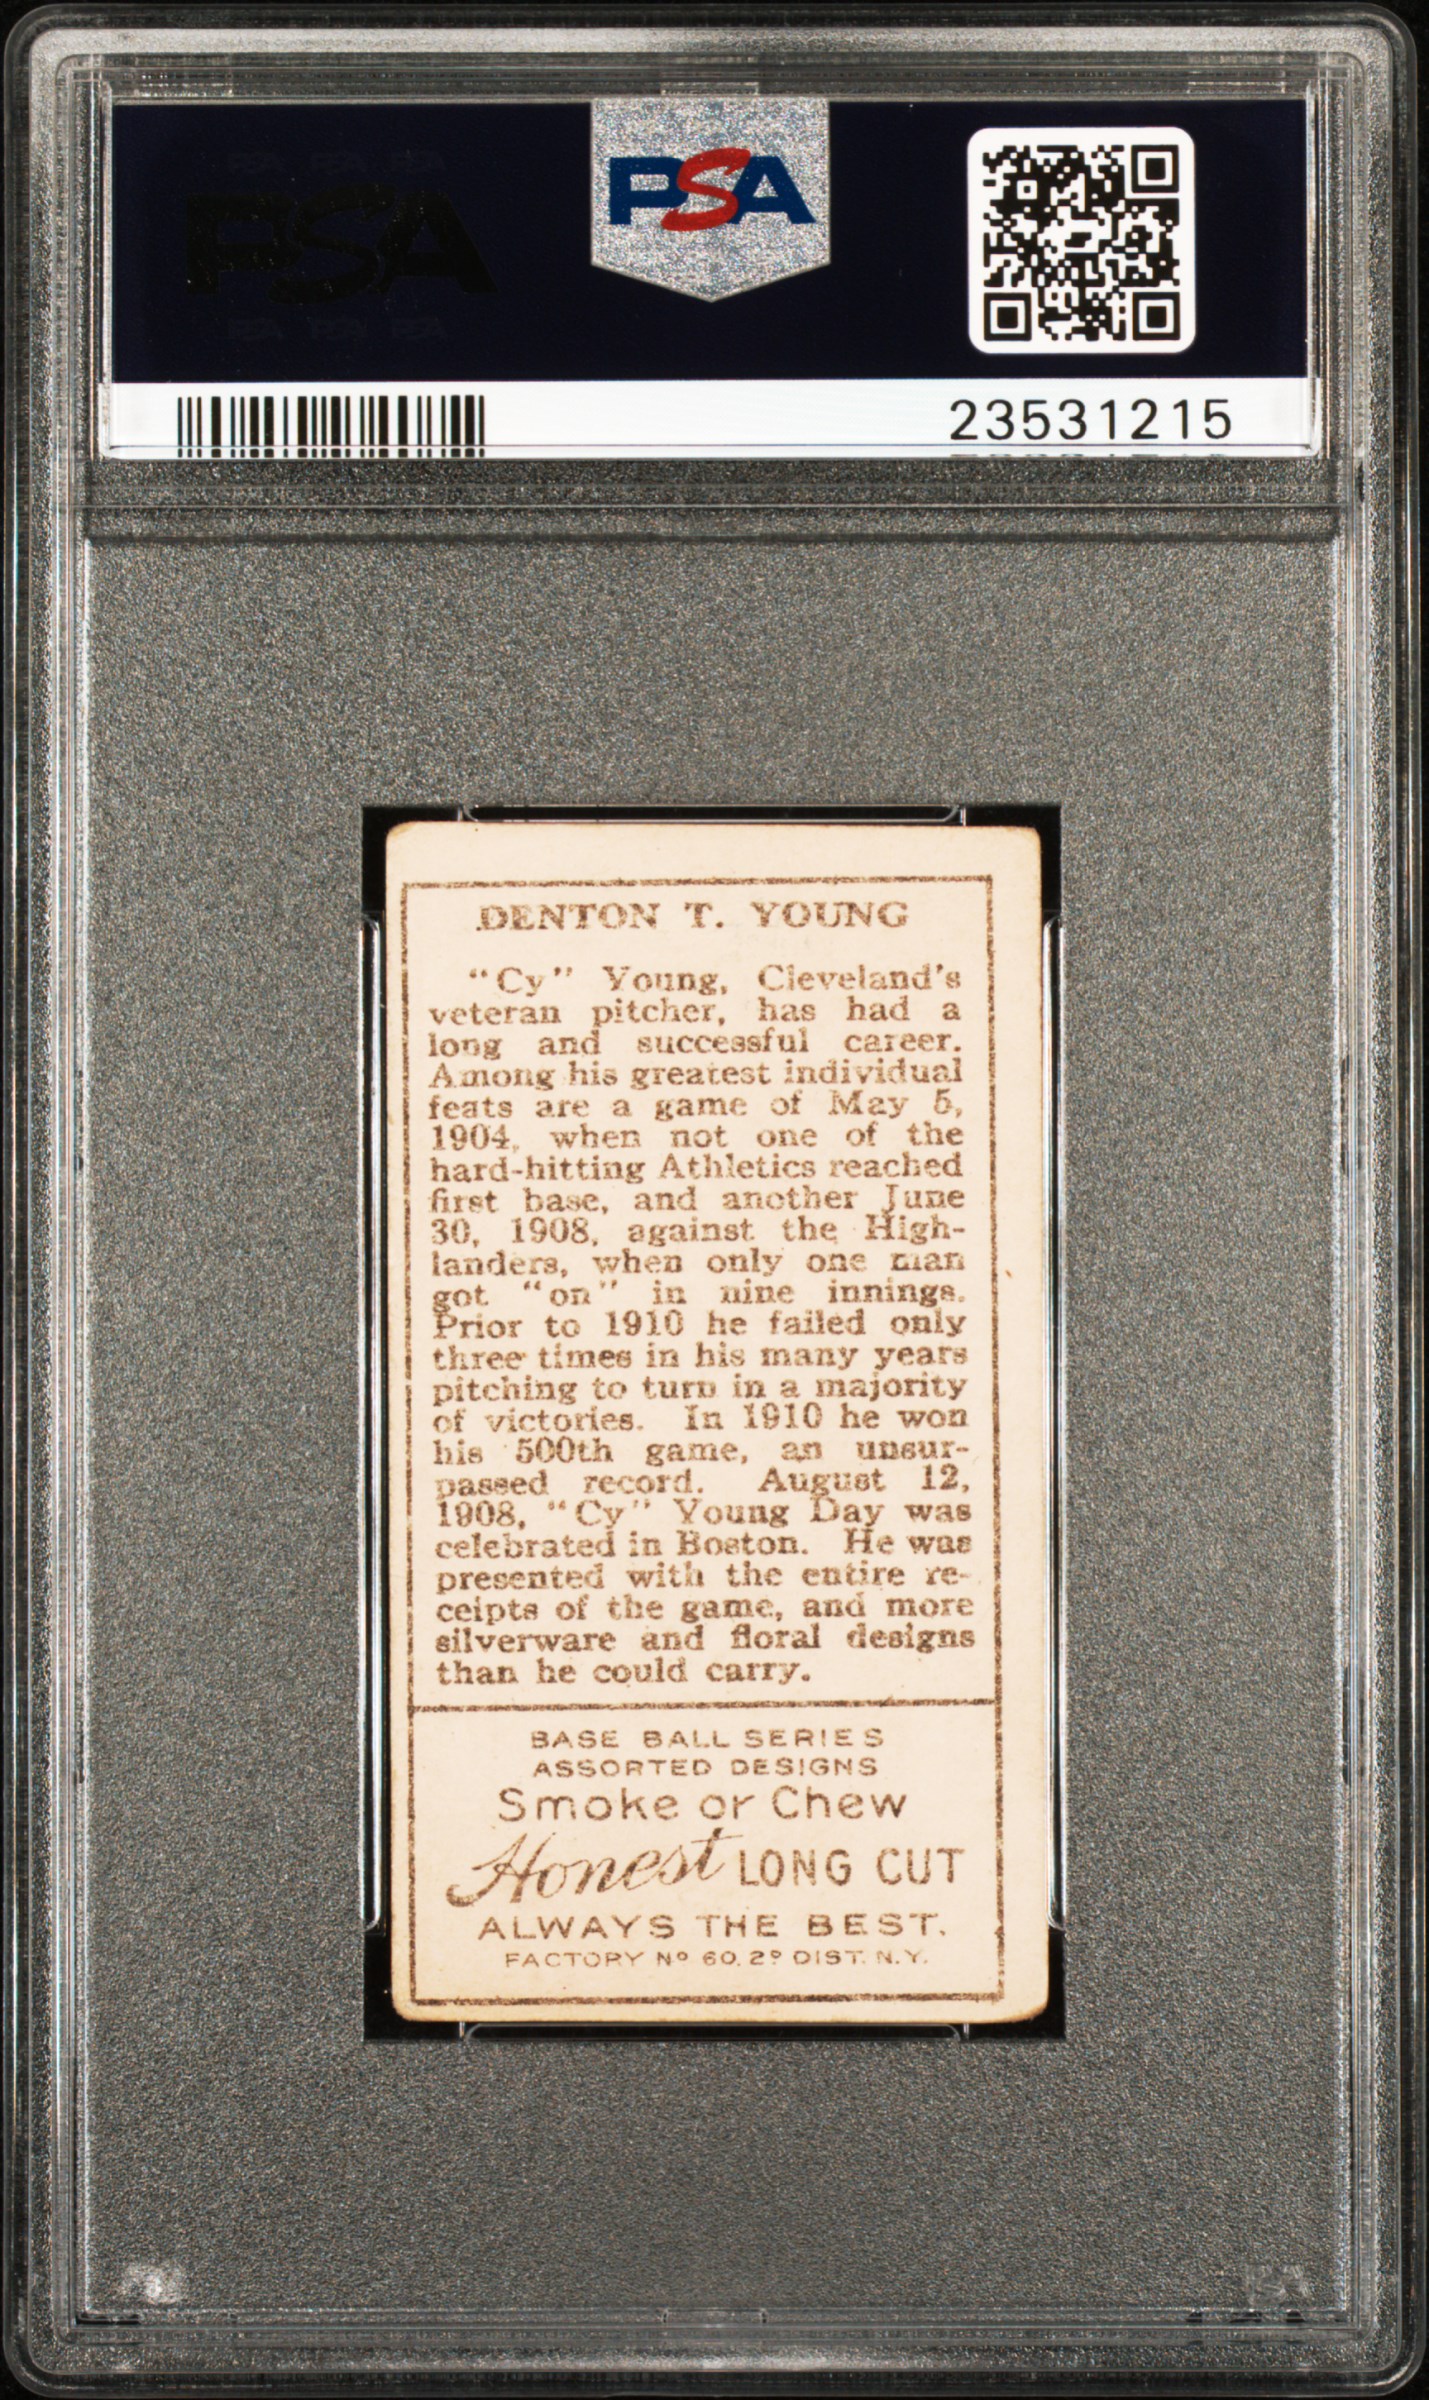 PSA
PSA
23531215
DENTON T. YOUNG
"Cy" Young, Cleveland's
veteran pitcher, has had a
long and successful career.
Among his greatest individual
feats are a game of May 5,
1904, when not one of the
hard-hitting Athletics reached
first base, and another June
30, 1908, against the High-
landers, when only one man
got "on" in nine innings.
Prior to 1910 he failed only
three times in his many years
pitching to turn in a majority
of victories. In 1910 he won
his 500th game, an unsur-
passed record. August 12,
1908, "Cy" Young Day was
celebrated in Boston. He was
presented with the entire re-
ceipts of the game, and more
silverware and floral designs
than he could carry.
BASE BALL SERIES
ASSORTED DESIGNS
Smoke or Chew
Honest LONG CUT
ALWAYS THE BEST.
FACTORY Nº 60, 2º DIST. N.Y.